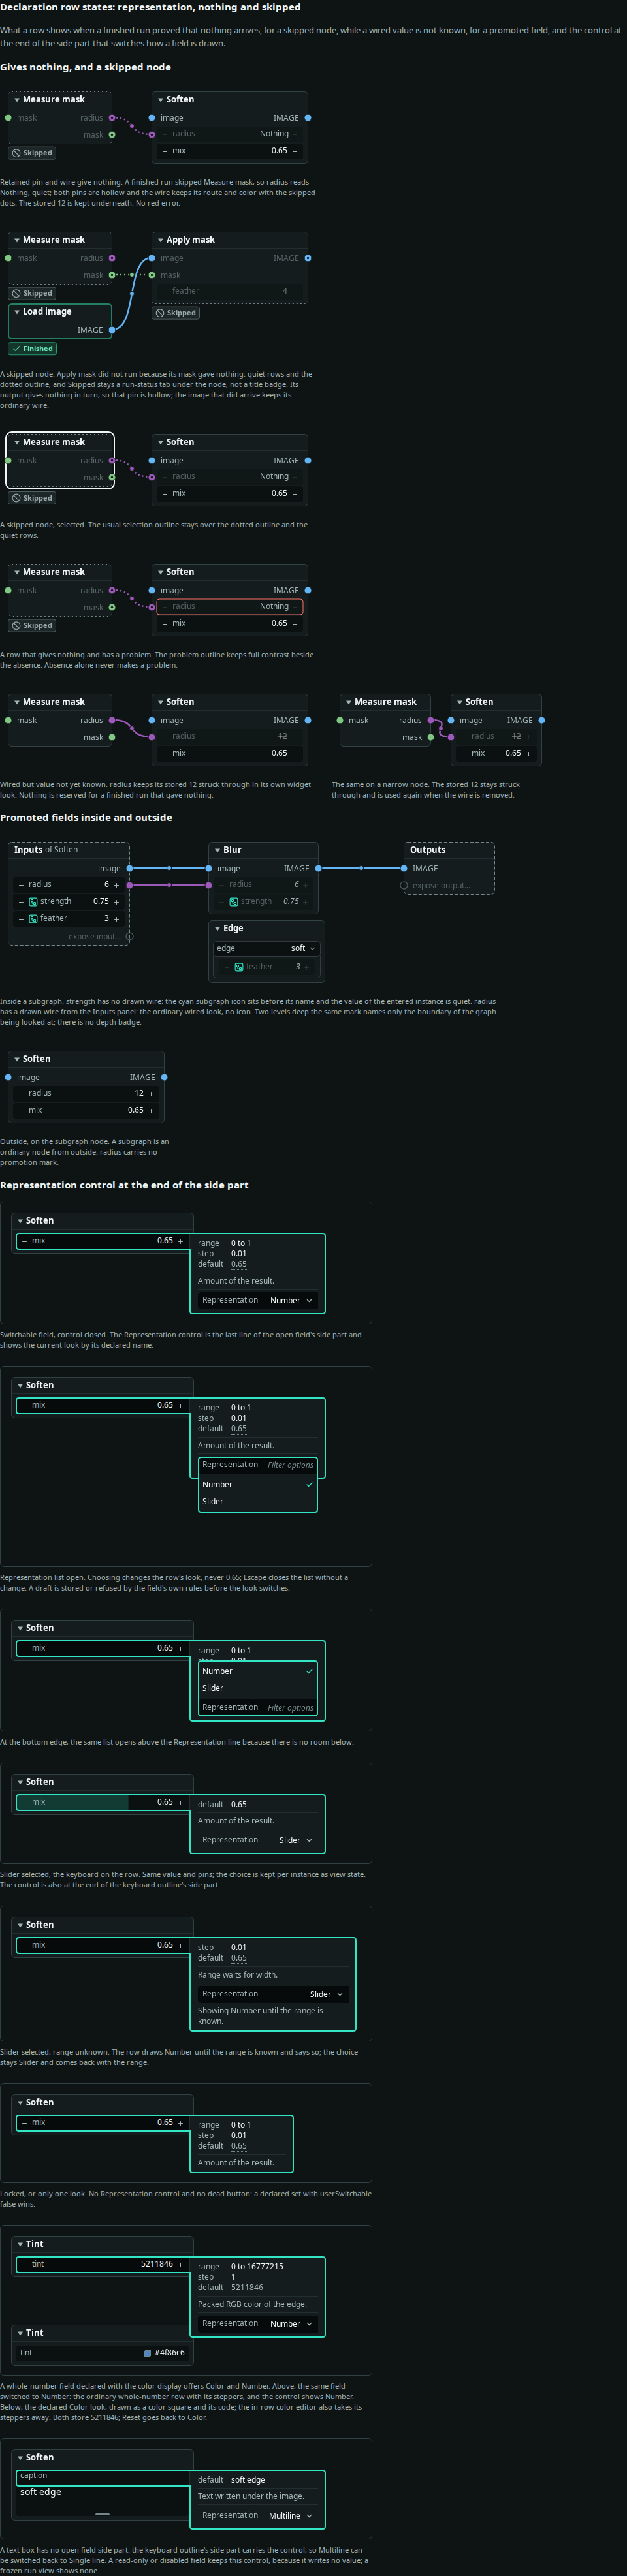 Declaration row states: representation, nothing and skipped
What a row shows when a finished run proved that nothing arrives, for a skipped node, while a wired value is not known, for a promoted field, and the control at
the end of the side part that switches how a field is drawn.
Gives nothing, and a skipped node
Measure mask
mask radius
mask
Skipped
Soften
image IMAGE
− radius Nothing +
− mix 0.65 +
Retained pin and wire give nothing. A finished run skipped Measure mask, so radius reads
Nothing, quiet; both pins are hollow and the wire keeps its route and color with the skipped
dots. The stored 12 is kept underneath. No red error.
Measure mask
mask radius
mask
Skipped
Load image
IMAGE
Finished
Apply mask
image IMAGE
mask
− feather 4 +
Skipped
A skipped node. Apply mask did not run because its mask gave nothing: quiet rows and the
dotted outline, and Skipped stays a run-status tab under the node, not a title badge. Its
output gives nothing in turn, so that pin is hollow; the image that did arrive keeps its
ordinary wire.
Measure mask
mask radius
mask
Skipped
Soften
image IMAGE
− radius Nothing +
− mix 0.65 +
A skipped node, selected. The usual selection outline stays over the dotted outline and the
quiet rows.
Measure mask
mask radius
mask
Skipped
Soften
image IMAGE
− radius Nothing +
− mix 0.65 +
A row that gives nothing and has a problem. The problem outline keeps full contrast beside
the absence. Absence alone never makes a problem.
Measure mask
mask radius
mask
Soften
image IMAGE
− radius 12 +
− mix 0.65 +
Wired but value not yet known. radius keeps its stored 12 struck through in its own widget
look. Nothing is reserved for a finished run that gave nothing.
Measure mask
mask radius
mask
Soften
image IMAGE
− radius 12 +
− mix 0.65 +
The same on a narrow node. The stored 12 stays struck
through and is used again when the wire is removed.
Promoted fields inside and outside
Inputs of Soften
image
− radius 6 +
− strength 0.75 +
− feather 3 +
expose input...
Blur
image IMAGE
− radius 6 +
− strength 0.75 +
Edge
edge soft
− feather 3 +
Outputs
IMAGE
expose output...
Inside a subgraph. strength has no drawn wire: the cyan subgraph icon sits before its name and the value of the entered instance is quiet. radius
has a drawn wire from the Inputs panel: the ordinary wired look, no icon. Two levels deep the same mark names only the boundary of the graph
being looked at; there is no depth badge.
Soften
image IMAGE
− radius 12 +
− mix 0.65 +
Outside, on the subgraph node. A subgraph is an
ordinary node from outside: radius carries no
promotion mark.
Representation control at the end of the side part
Soften
− mix 0.65 +
range 0 to 1
step 0.01
default 0.65
Amount of the result.
Representation Number
Switchable field, control closed. The Representation control is the last line of the open field's side part and
shows the current look by its declared name.
Soften
− mix 0.65 +
range 0 to 1
step 0.01
default 0.65
Amount of the result.
Representation Filter options
Number
Slider
Representation list open. Choosing changes the row's look, never 0.65; Escape closes the list without a
change. A draft is stored or refused by the field's own rules before the look switches.
Soften
− mix 0.65 +
range 0 to 1
Number
Slider
Representation Filter options
At the bottom edge, the same list opens above the Representation line because there is no room below.
Soften
− mix 0.65 +
default 0.65
Amount of the result.
Representation Slider
Slider selected, the keyboard on the row. Same value and pins; the choice is kept per instance as view state.
The control is also at the end of the keyboard outline's side part.
Soften
− mix 0.65 +
step 0.01
default 0.65
Range waits for width.
Representation Slider
Showing Number until the range is
known.
Slider selected, range unknown. The row draws Number until the range is known and says so; the choice
stays Slider and comes back with the range.
Soften
− mix 0.65 +
range 0 to 1
step 0.01
default 0.65
Amount of the result.
Locked, or only one look. No Representation control and no dead button: a declared set with userSwitchable
false wins.
Tint
− tint 5211846 +
range 0 to 16777215
step 1
default 5211846
Packed RGB color of the edge.
Representation Number
Tint
tint #4f86c6
A whole-number field declared with the color display offers Color and Number. Above, the same field
switched to Number: the ordinary whole-number row with its steppers, and the control shows Number.
Below, the declared Color look, drawn as a color square and its code; the in-row color editor also takes its
steppers away. Both store 5211846; Reset goes back to Color.
Soften
caption
soft edge
default soft edge
Text written under the image.
Representation Multiline
A text box has no open field side part: the keyboard outline's side part carries the control, so Multiline can
be switched back to Single line. A read-only or disabled field keeps this control, because it writes no value; a
frozen run view shows none.